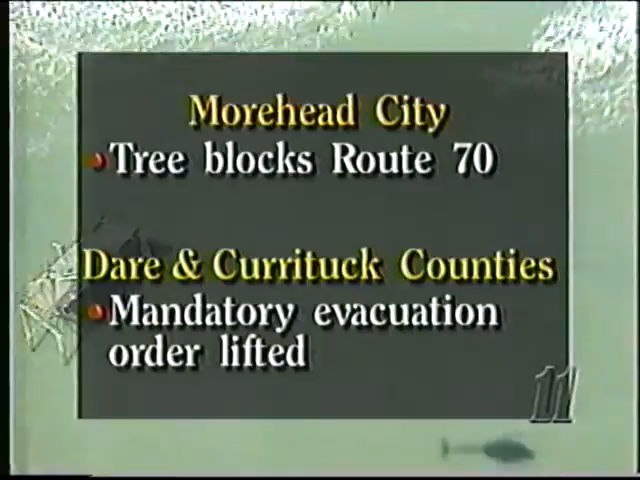 Morehead City
• Tree blocks Route 70
Dare & Currituck Counties
• Mandatory evacuation
order lifted
11